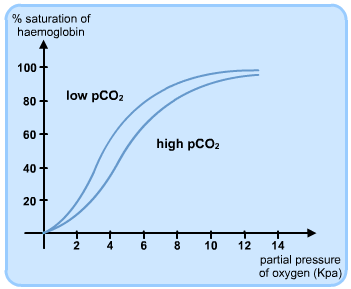 % saturation of
haemoglobin
100
low pCO₂
80
60
high pCO₂
40
20
0
2 4 6 8 10 12 14
partial pressure
of oxygen (Kpa)